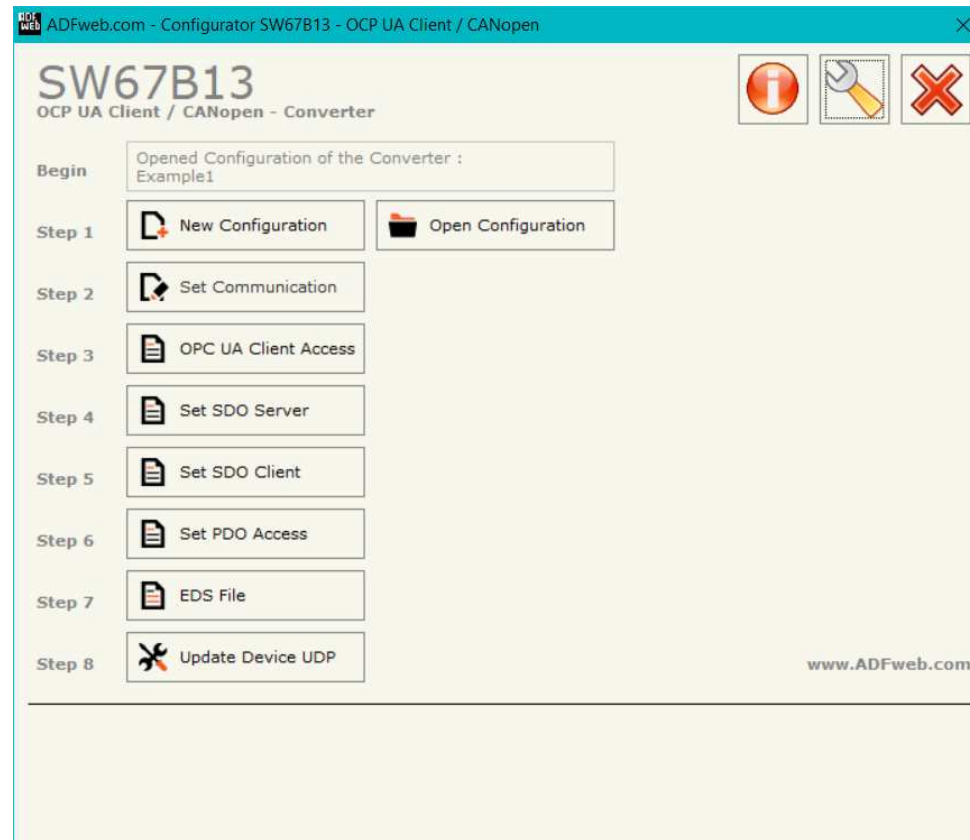 ADF
WEB
ADFweb.com - Configurator SW67B13 - OCP UA Client / CANopen
SW67B13
OCP UA Client / CANopen - Converter
Begin
Opened Configuration of the Converter :
Example1
Step 1
New Configuration
Open Configuration
Step 2
Set Communication
Step 3
OPC UA Client Access
Step 4
Set SDO Server
Step 5
Set SDO Client
Step 6
Set PDO Access
Step 7
EDS File
Step 8
Update Device UDP
www.ADFweb.com